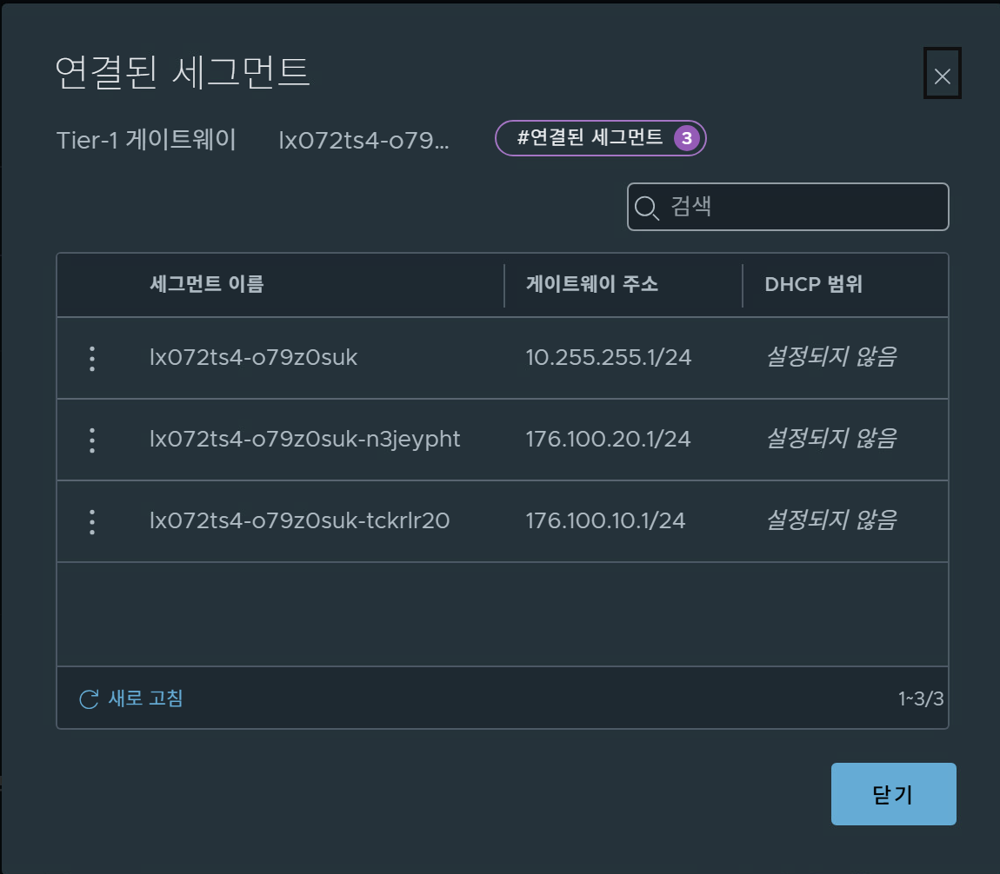 연결된 세그먼트
Tier-1 게이트웨이 lx072ts4-o79... #연결된 세그먼트 3
검색
세그먼트 이름 게이트웨이 주소 DHCP 범위
lx072ts4-o79z0suk 10.255.255.1/24 설정되지 않음
lx072ts4-o79z0suk-n3jeypht 176.100.20.1/24 설정되지 않음
lx072ts4-o79z0suk-tckrlr20 176.100.10.1/24 설정되지 않음
새로 고침 1~3/3
닫기